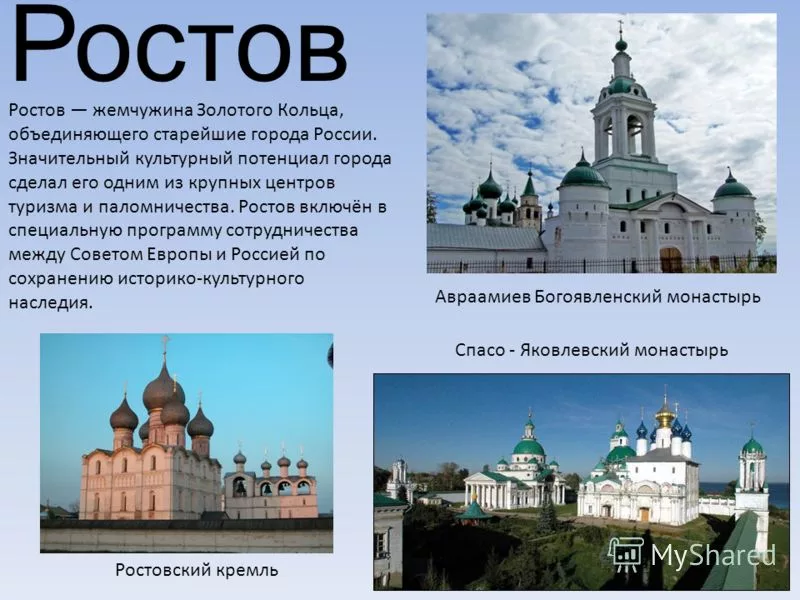 Ростов
Ростов — жемчужина Золотого Кольца,
объединяющего старейшие города России.
Значительный культурный потенциал города
сделал его одним из крупных центров
туризма и паломничества. Ростов включён в
специальную программу сотрудничества
между Советом Европы и Россией по
сохранению историко-культурного
наследия.
Авраамиев Богоявленский монастырь
Спасо - Яковлевский монастырь
Ростовский кремль
MyShared